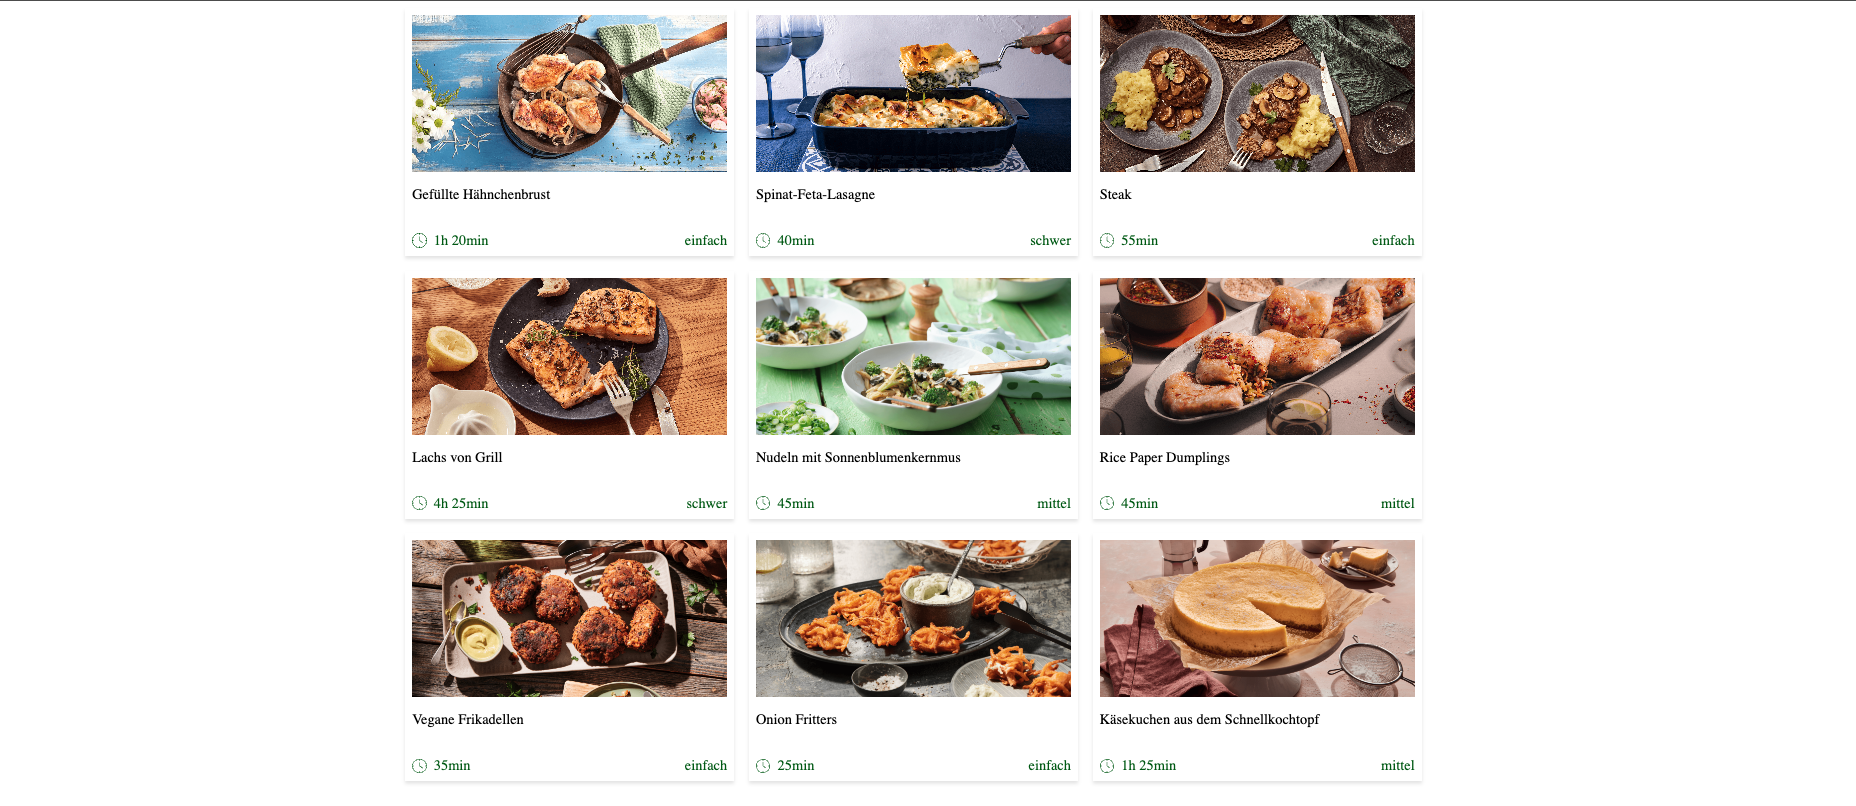 Gefüllte Hähnchenbrust
1h 20min einfach
Spinat-Feta-Lasagne
40min schwer
Steak
55min einfach
Lachs von Grill
4h 25min schwer
Nudeln mit Sonnenblumenkernmus
45min mittel
Rice Paper Dumplings
45min mittel
Vegane Frikadellen
35min einfach
Onion Fritters
25min einfach
Käsekuchen aus dem Schnellkochtopf
1h 25min mittel